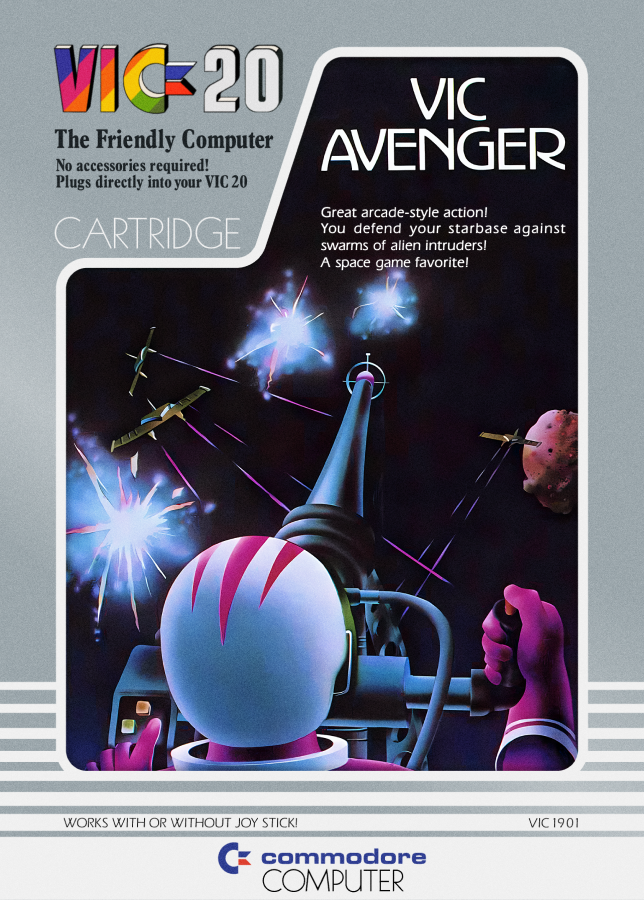 VIC 20
The Friendly Computer
No accessories required!
Plugs directly into your VIC 20
CARTRIDGE
VIC
AVENGER
Great arcade-style action!
You defend your starbase against
swarms of alien intruders!
A space game favorite!
WORKS WITH OR WITHOUT JOY STICK!
VIC 1901
commodore
COMPUTER